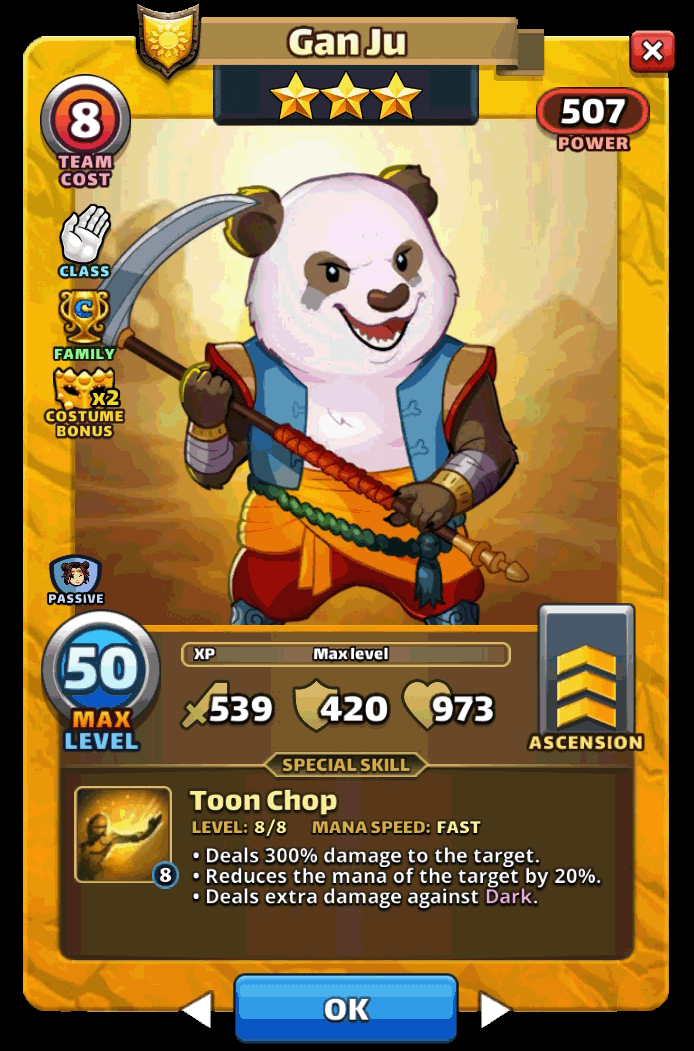 Gan Ju
8
TEAM
COST
507
POWER
CLASS
C
FAMILY
x2
COSTUME
BONUS
PASSIVE
50
MAX
LEVEL
XP Max level
539 420 973
ASCENSION
SPECIAL SKILL
Toon Chop
LEVEL: 8/8 MANA SPEED: FAST
8
• Deals 300% damage to the target.
• Reduces the mana of the target by 20%.
• Deals extra damage against Dark.
OK